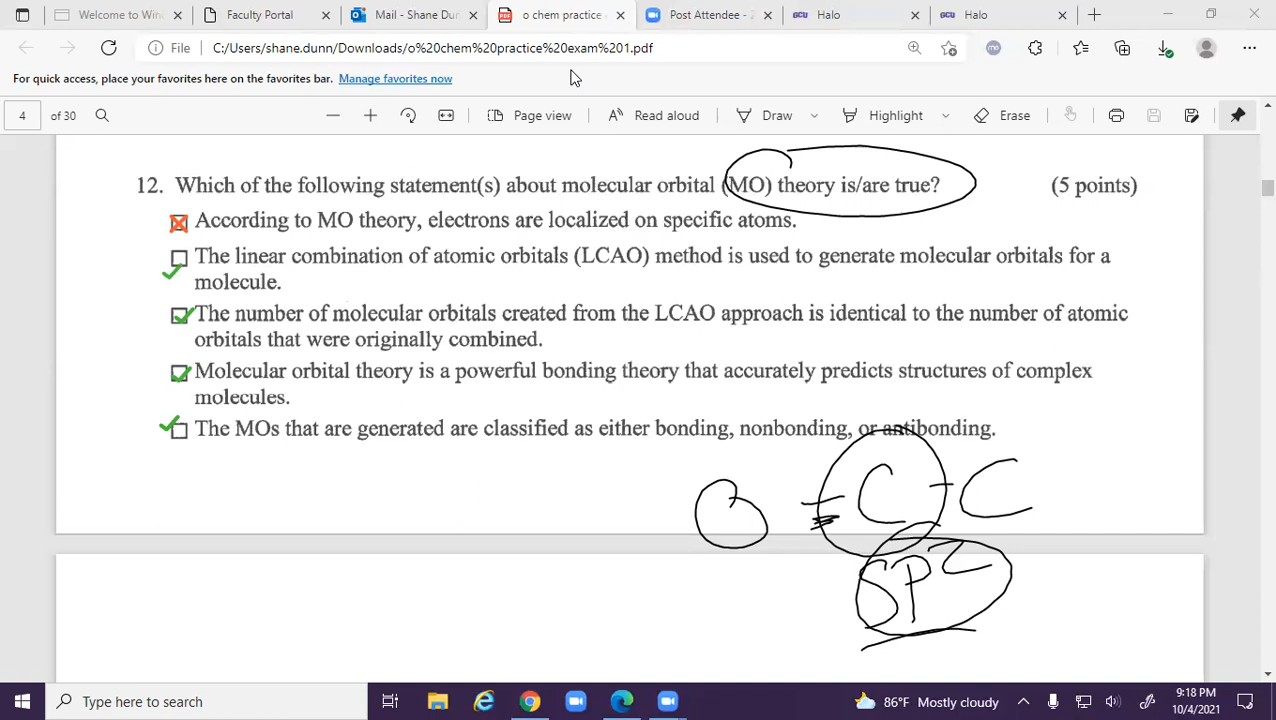 Welcome to Win
Faculty Portal
Mail - Shane Dun
PDF
o chem practice
Post Attendee - Z
GCU
Halo
GCU
Halo
File
C:/Users/shane.dunn/Downloads/o%20chem%20practice%20exam%201.pdf
For quick access, place your favorites here on the favorites bar.
Manage favorites now
4
of 30
Page view
Read aloud
Draw
Highlight
Erase
12. Which of the following statement(s) about molecular orbital (MO) theory is/are true? (5 points)
According to MO theory, electrons are localized on specific atoms.
The linear combination of atomic orbitals (LCAO) method is used to generate molecular orbitals for a
molecule.
The number of molecular orbitals created from the LCAO approach is identical to the number of atomic
orbitals that were originally combined.
Molecular orbital theory is a powerful bonding theory that accurately predicts structures of complex
molecules.
The MOs that are generated are classified as either bonding, nonbonding, or antibonding.
O = C - C
SP2
Type here to search
86°F Mostly cloudy
9:18 PM
10/4/2021